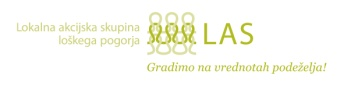 Lokalna akcijska skupina
loškega pogorja
LAS
Gradimo na vrednotah podeželja!